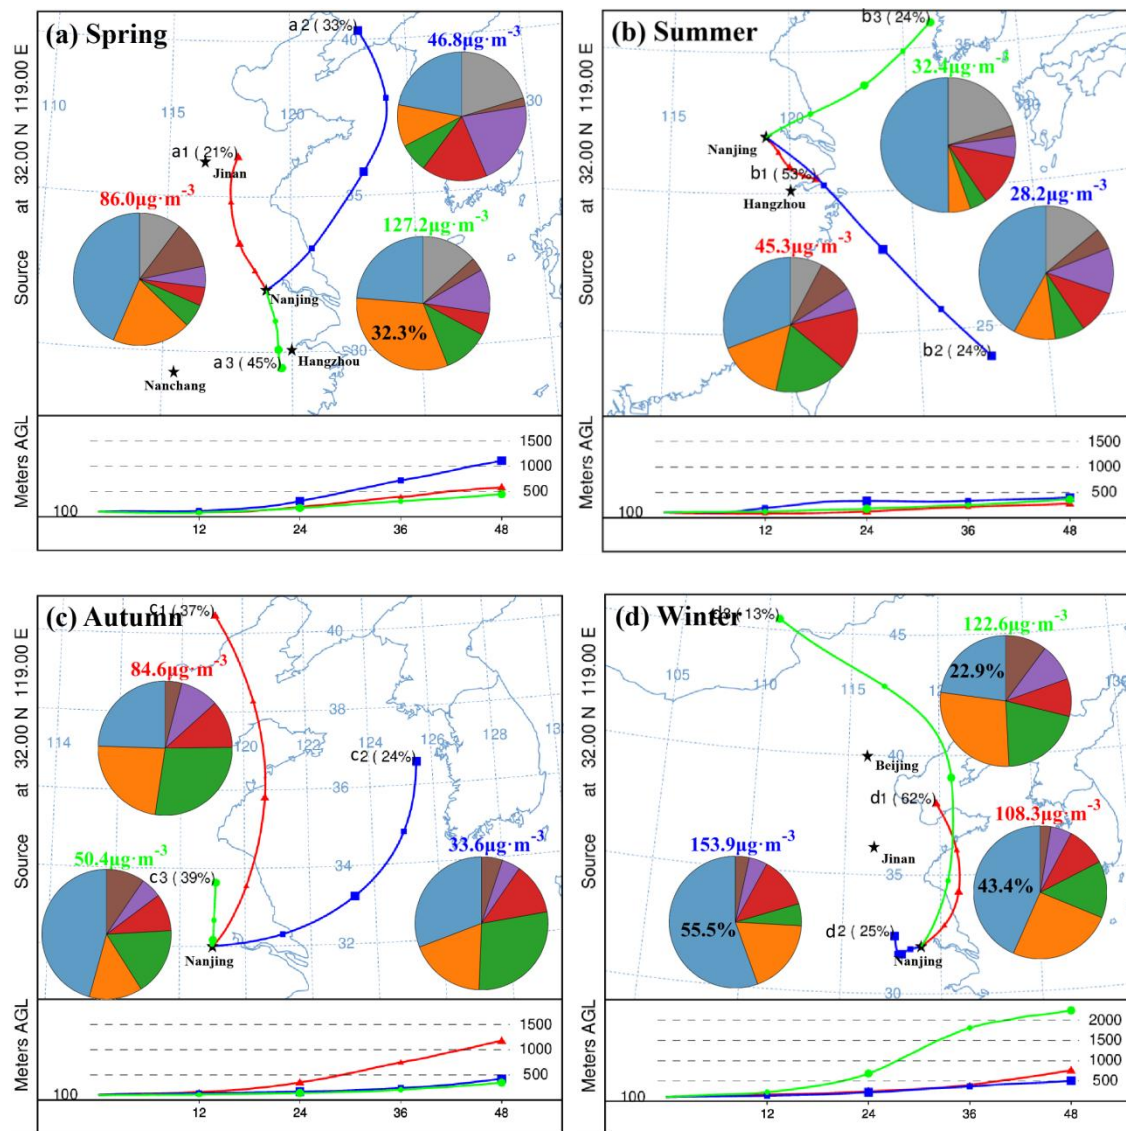 (a) Spring
a2 ( 33%)
40
46.8μg·m⁻³
110
115
120
30
a1 ( 21%)
Jinan
35
86.0μg·m⁻³
127.2μg·m⁻³
Nanjing
32.3%
30
a3 ( 45%)
Hangzhou
Nanchang
Source at 32.00 N 119.00 E
Meters AGL
1500
1000
500
100
12
24
36
48
(b) Summer
b3 ( 24%)
35
32.4μg·m⁻¹
115
120
Nanjing
b1 ( 53%)
Hangzhou
28.2μg·m⁻³
45.3μg·m⁻³
25
b2 ( 24%)
Source at 32.00 N 119.00 E
Meters AGL
1500
1000
500
100
12
24
36
48
(c) Autumn
c1 ( 37%)
40
84.6μg·m⁻³
38
114
120
122
124
126
c2 ( 24%)
36
50.4μg·m⁻³
c3 ( 39%)
34
33.6μg·m⁻³
32
Nanjing
Source at 32.00 N 119.00 E
Meters AGL
1500
1000
500
100
12
24
36
48
(d) Winter
d3 ( 13%)
45
122.6μg·m⁻³
105
110
115
22.9%
130
40
Beijing
d1 ( 62%)
108.3μg·m⁻³
153.9μg·m⁻³
Jinan
35
43.4%
55.5%
d2 ( 25%)
Nanjing
30
Source at 32.00 N 119.00 E
Meters AGL
2000
1500
1000
500
100
12
24
36
48